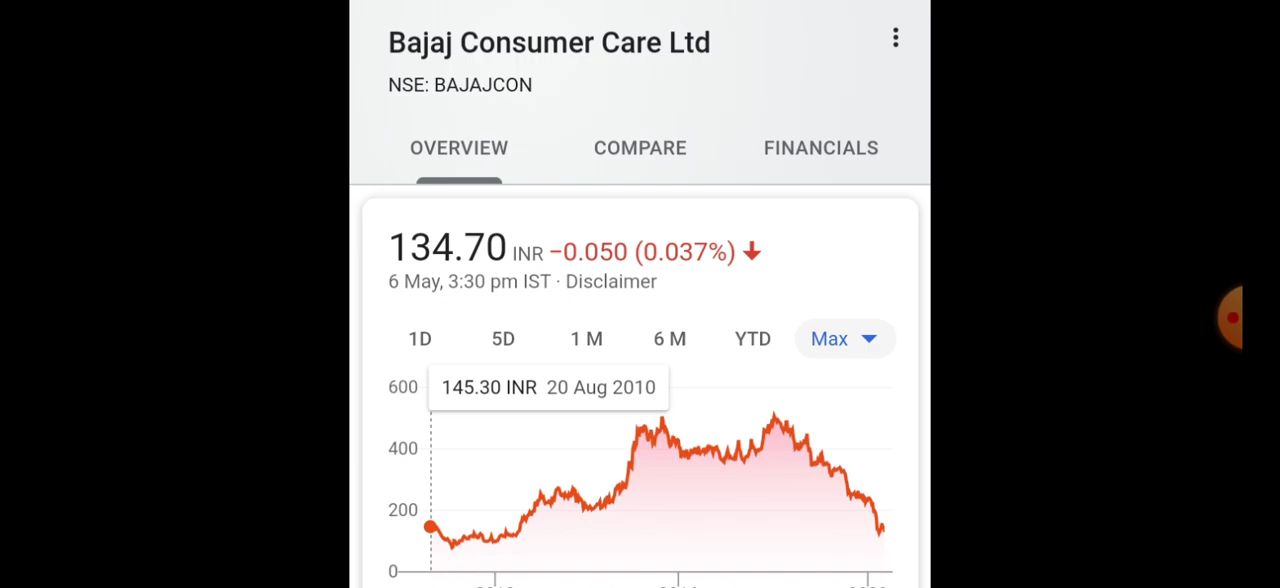 Bajaj Consumer Care Ltd
NSE: BAJAJCON
OVERVIEW COMPARE FINANCIALS
134.70 INR −0.050 (0.037%)
6 May, 3:30 pm IST · Disclaimer
1D 5D 1 M 6 M YTD Max
600
145.30 INR 20 Aug 2010
400
200
0